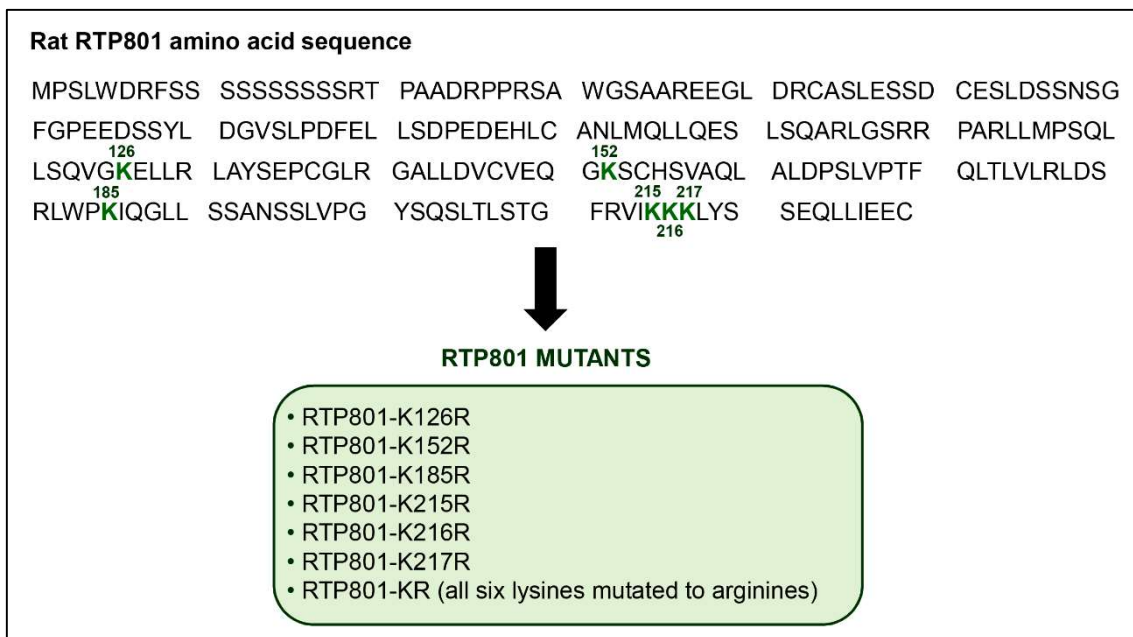 Rat RTP801 amino acid sequence
MPSLWDRFSS SSSSSSSSRT PAADRPPRSA WGSAAREEGL DRCASLESSD CESLDSSNSG
FGPEEDSSYL DGVSLPDFEL LSDPEDEHLC ANLMQLLQES LSQARLGSRR PARLLMPSQL
126 152
LSQVGKELLR LAYSEPCGLR GALLDVCVEQ GKSCHSVAQL ALDPSLVPTF QLTLVLRLDS
185 215 217
RLWPKIQGLL SSANSSLVPG YSQSLTLSTG FRVIKKKLYS SEQLLIEEC
216
RTP801 MUTANTS
• RTP801-K126R
• RTP801-K152R
• RTP801-K185R
• RTP801-K215R
• RTP801-K216R
• RTP801-K217R
• RTP801-KR (all six lysines mutated to arginines)